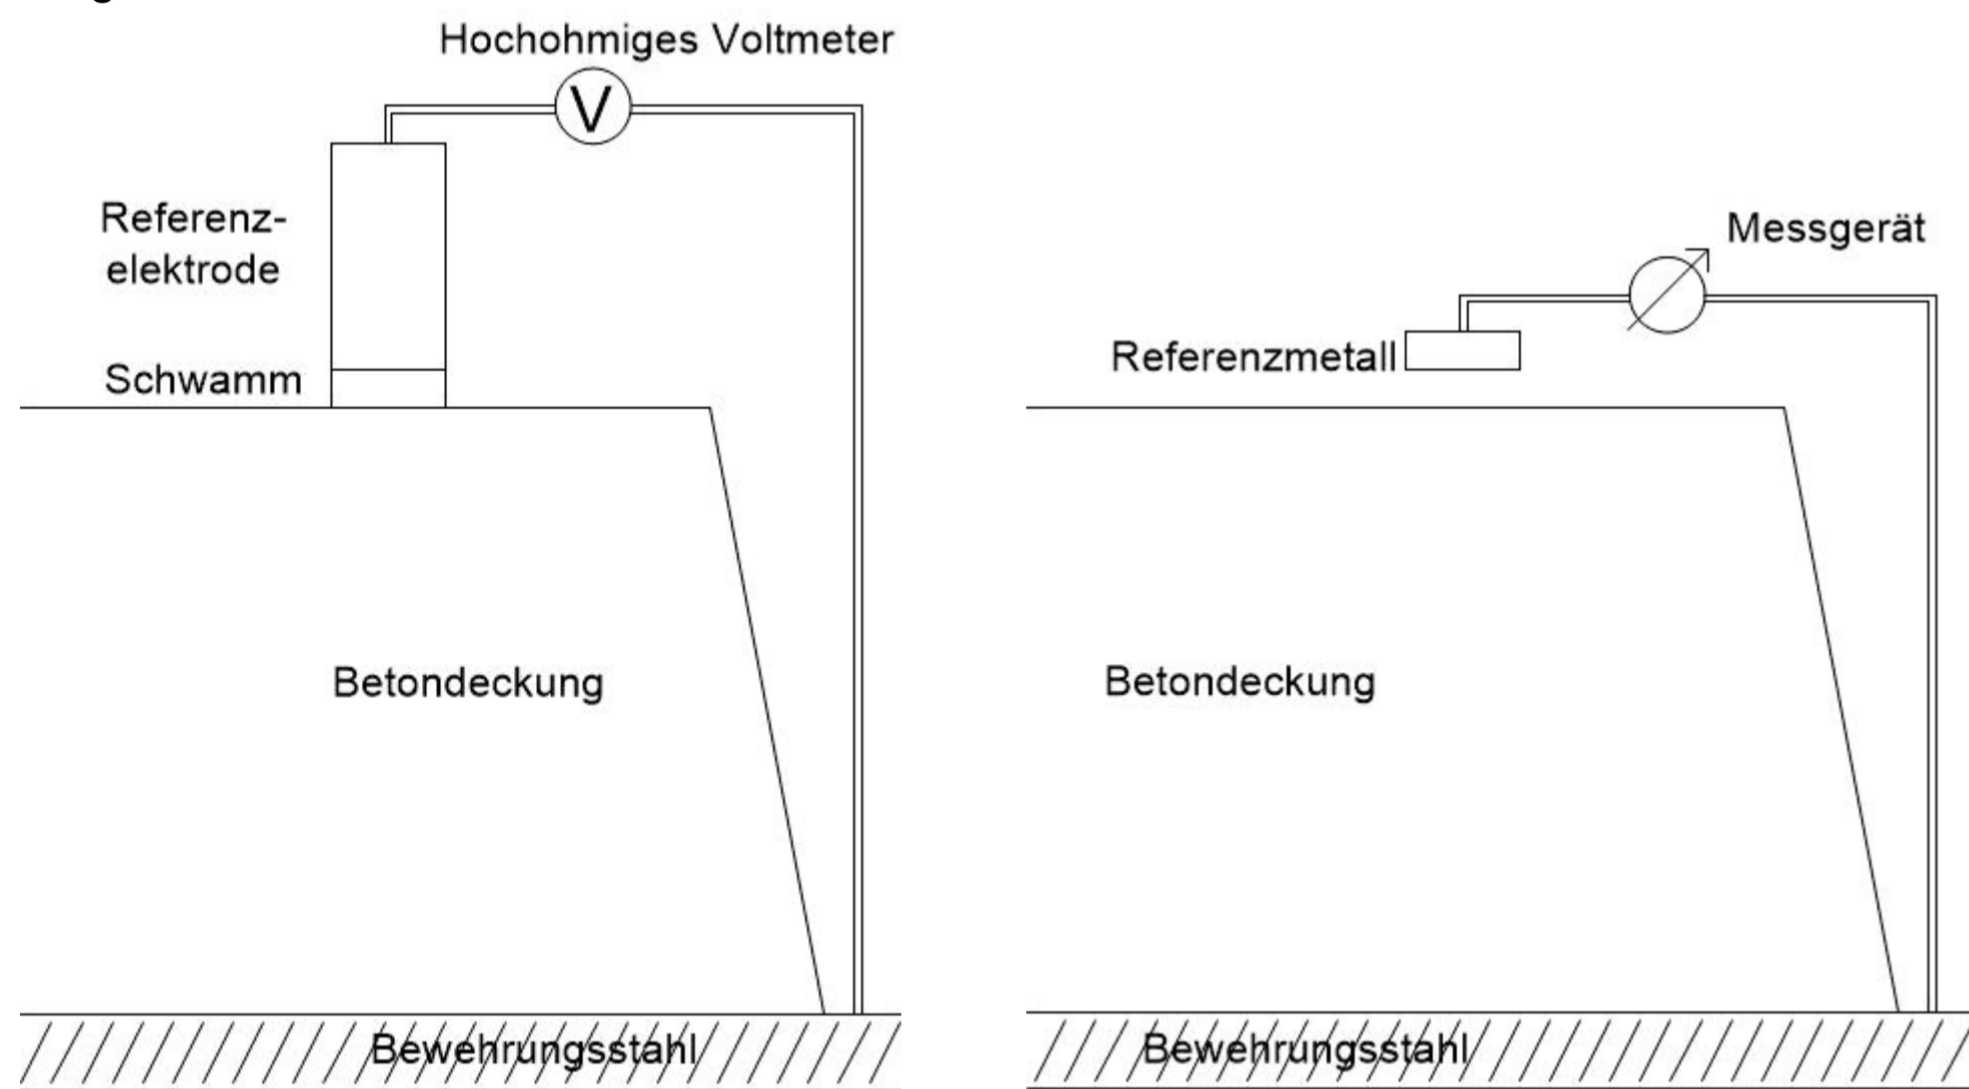 Hochohmiges Voltmeter
V
Referenz-
elektrode
Schwamm
Betondeckung
Bewehrungsstahl
Messgerät
Referenzmetall
Betondeckung
Bewehrungsstahl